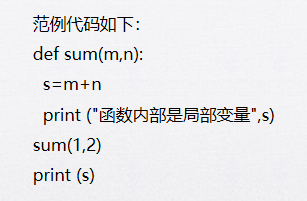 范例代码如下：
def sum(m,n):
  s=m+n
  print ("函数内部是局部变量",s)
sum(1,2)
print (s)